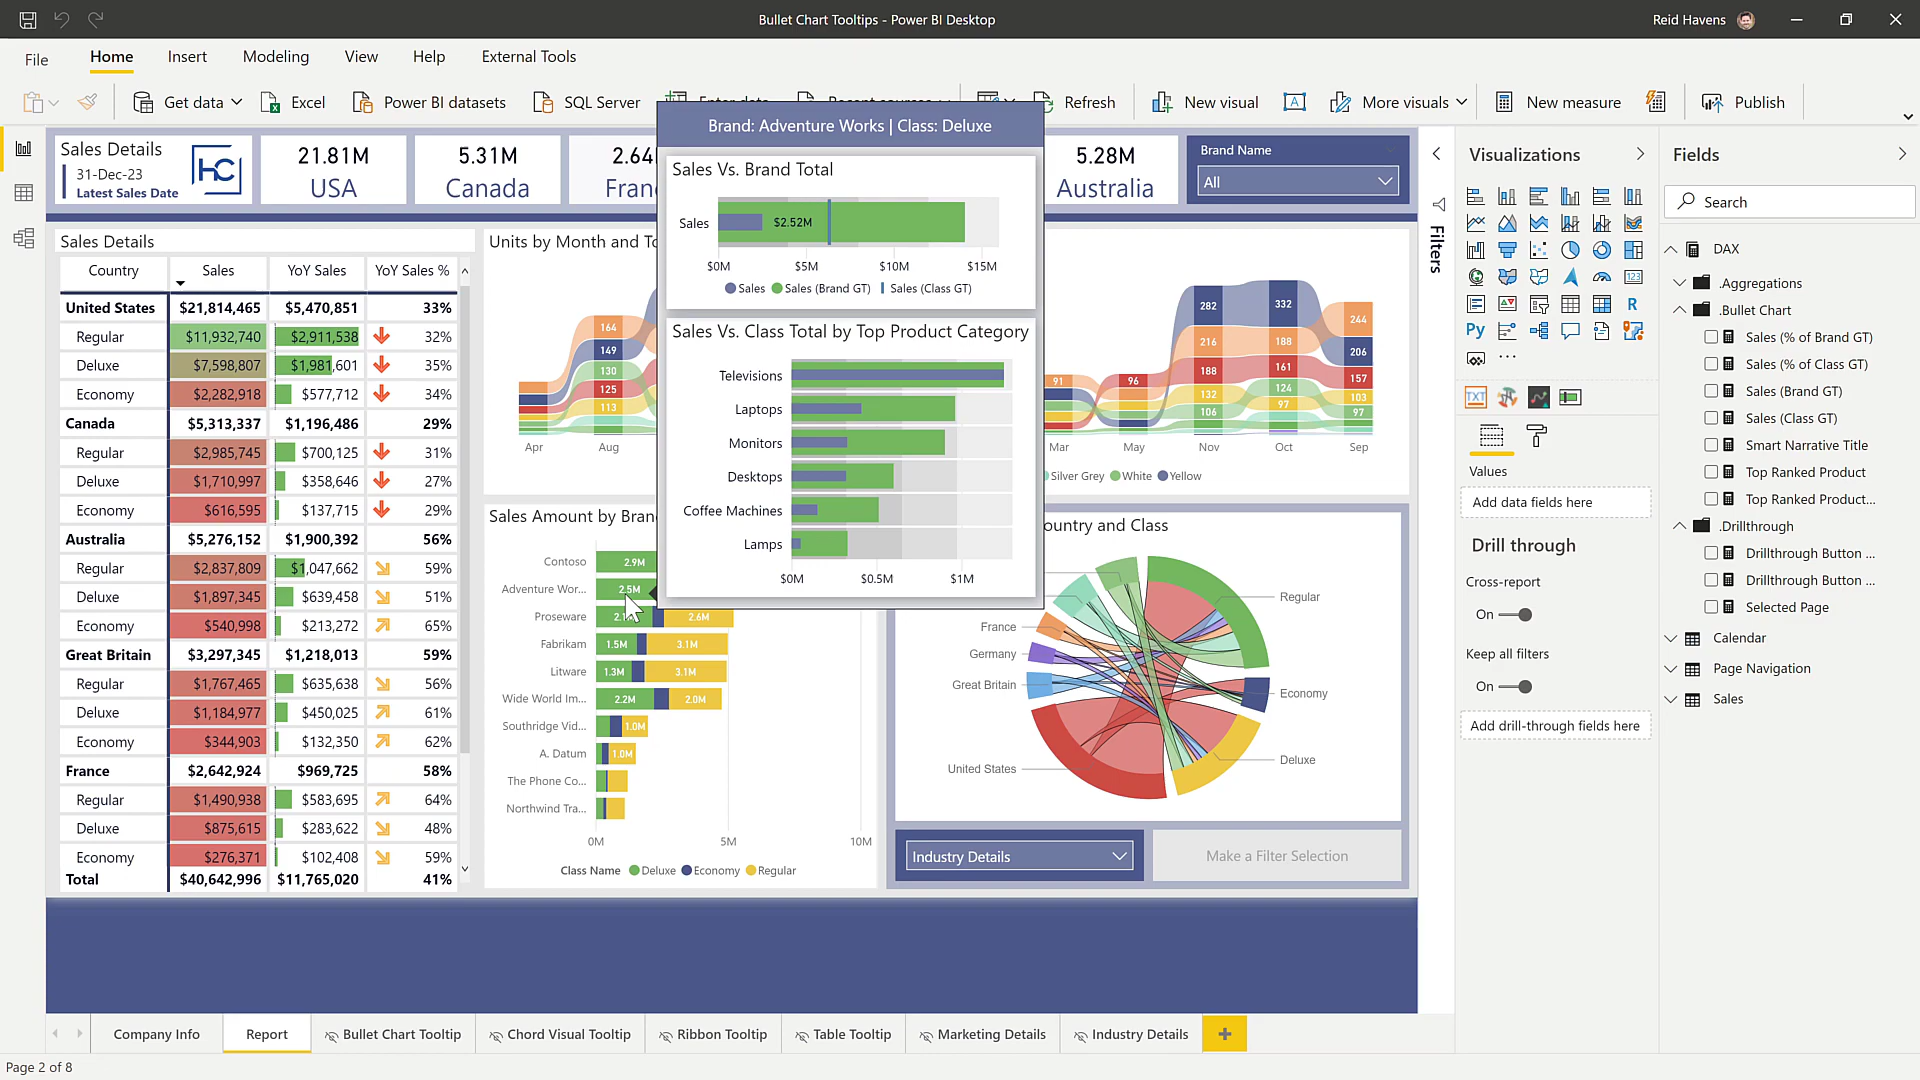 Bullet Chart Tooltips - Power BI Desktop
Reid Havens
File
Home
Insert
Modeling
View
Help
External Tools
Get data
Excel
Power BI datasets
SQL Server
Refresh
New visual
More visuals
New measure
Publish
Sales Details
31-Dec-23
Latest Sales Date
hc
21.81M
USA
5.31M
Canada
5.28M
Australia
Brand Name
All
Brand: Adventure Works | Class: Deluxe
Sales Vs. Brand Total
Sales
$2.52M
$0M $5M $10M $15M
Sales Sales (Brand GT) Sales (Class GT)
Sales Vs. Class Total by Top Product Category
Televisions
Laptops
Monitors
Desktops
Coffee Machines
Lamps
$0M $0.5M $1M
Sales Details
Country Sales YoY Sales YoY Sales %
United States $21,814,465 $5,470,851 33%
Regular $11,932,740 $2,911,538 32%
Deluxe $7,598,807 $1,981,601 35%
Economy $2,282,918 $577,712 34%
Canada $5,313,337 $1,196,486 29%
Regular $2,985,745 $700,125 31%
Deluxe $1,710,997 $358,646 27%
Economy $616,595 $137,715 29%
Australia $5,276,152 $1,900,392 56%
Regular $2,837,809 $1,047,662 59%
Deluxe $1,897,345 $639,458 51%
Economy $540,998 $213,272 65%
Great Britain $3,297,345 $1,218,013 59%
Regular $1,767,465 $635,638 56%
Deluxe $1,184,977 $450,025 61%
Economy $344,903 $132,350 62%
France $2,642,924 $969,725 58%
Regular $1,490,938 $583,695 64%
Deluxe $875,615 $283,622 48%
Economy $276,371 $102,408 59%
Total $40,642,996 $11,765,020 41%
Units by Month and
164
149
130
125
113
Apr Aug
91
96
282
216
188
132
106
332
188
161
124
97
244
206
157
103
97
Mar May Nov Oct Sep
Silver Grey White Yellow
Sales Amount by
Contoso 2.9M
Adventure Wor... 2.5M
Proseware 2.6M
Fabrikam 1.5M 3.1M
Litware 1.3M 3.1M
Wide World Im... 2.2M 2.0M
Southridge Vid... 1.0M
A. Datum 1.0M
The Phone Co...
Northwind Tra...
0M 5M 10M
Class Name Deluxe Economy Regular
and Class
Regular
France
Germany
Great Britain
Economy
United States
Deluxe
Industry Details
Make a Filter Selection
Filters
Visualizations
R
Py
TXT
Values
Add data fields here
Drill through
Cross-report
On
Keep all filters
On
Add drill-through fields here
Fields
Search
DAX
.Aggregations
.Bullet Chart
Sales (% of Brand GT)
Sales (% of Class GT)
Sales (Brand GT)
Sales (Class GT)
Smart Narrative Title
Top Ranked Product
Top Ranked Product...
.Drillthrough
Drillthrough Button ...
Drillthrough Button ...
Selected Page
Calendar
Page Navigation
Sales
Company Info
Report
Bullet Chart Tooltip
Chord Visual Tooltip
Ribbon Tooltip
Table Tooltip
Marketing Details
Industry Details
Page 2 of 8